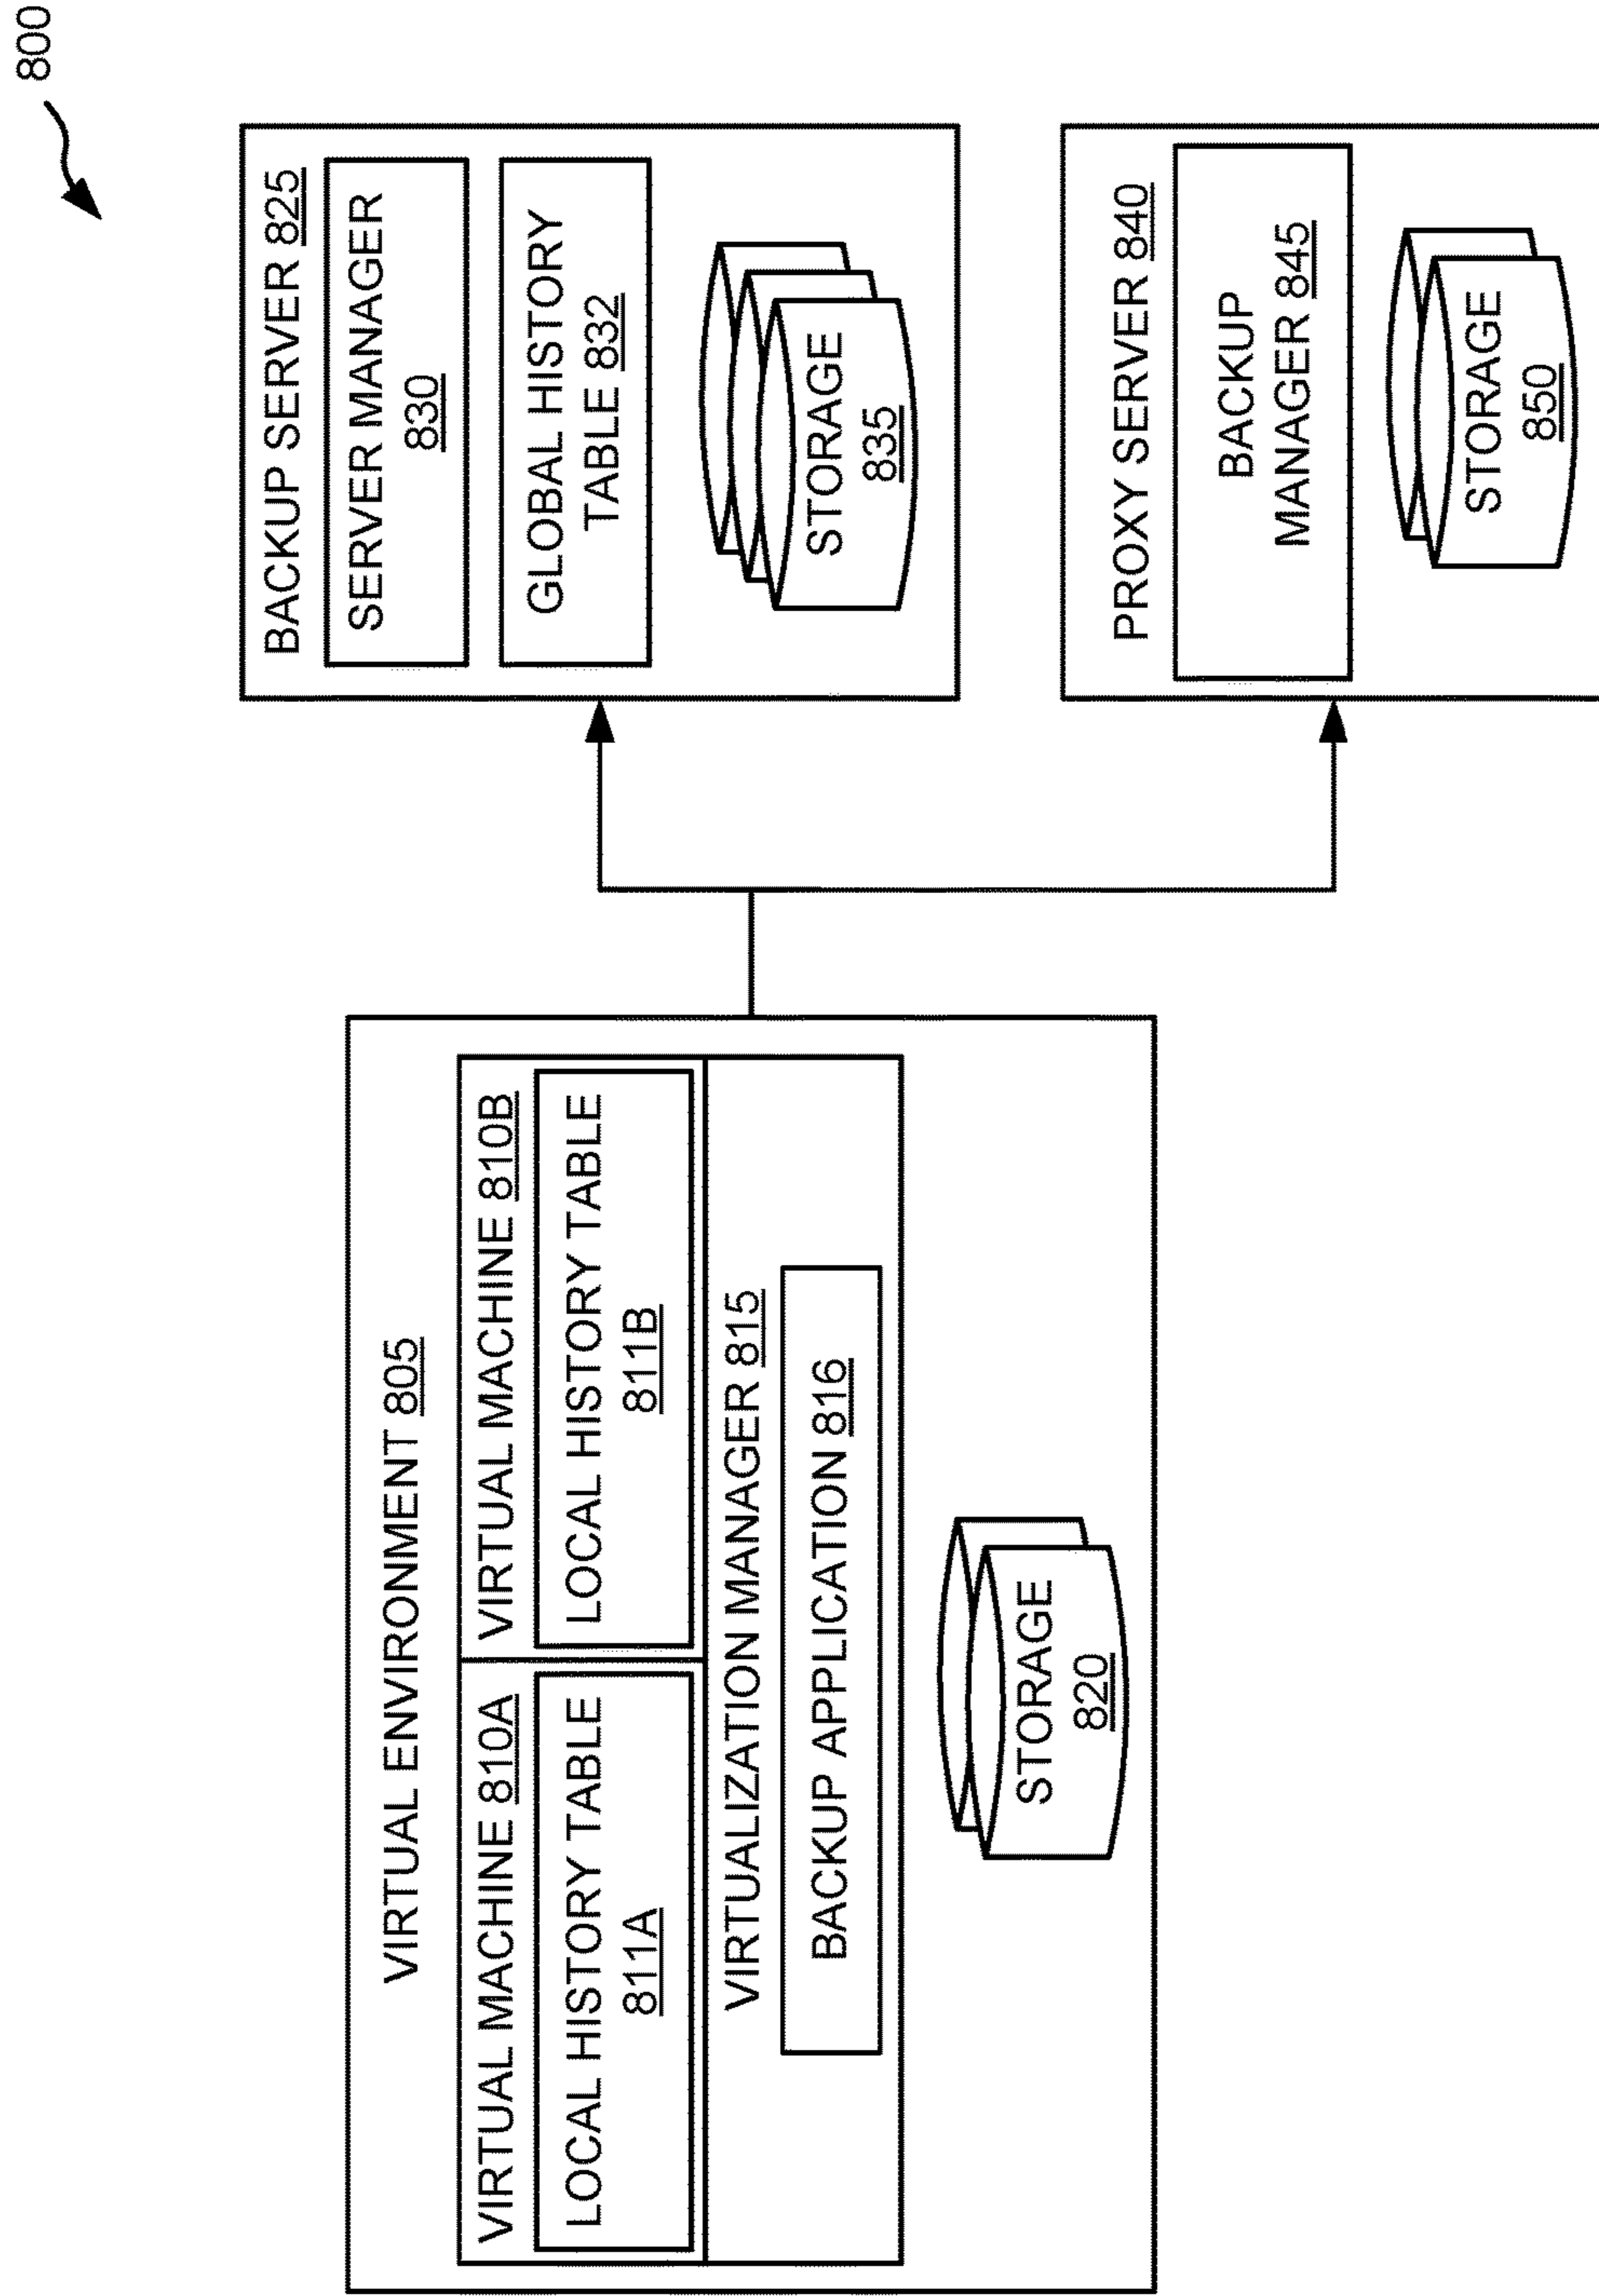 800
VIRTUAL ENVIRONMENT 805
VIRTUAL MACHINE 810A
LOCAL HISTORY TABLE
811A
VIRTUAL MACHINE 810B
LOCAL HISTORY TABLE
811B
VIRTUALIZATION MANAGER 815
BACKUP APPLICATION 816
STORAGE
820
BACKUP SERVER 825
SERVER MANAGER
830
GLOBAL HISTORY
TABLE 832
STORAGE
835
PROXY SERVER 840
BACKUP
MANAGER 845
STORAGE
850